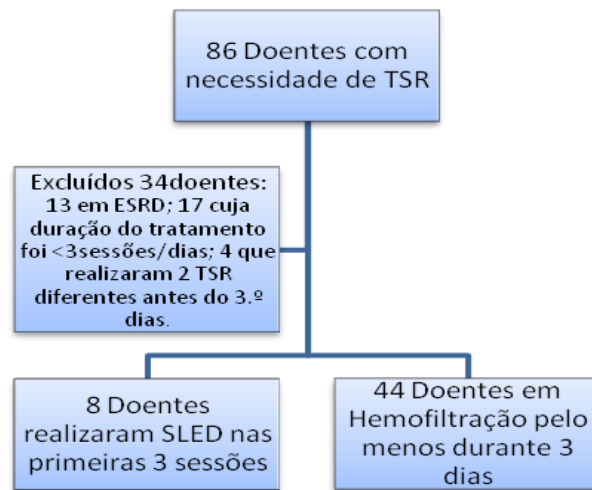 86 Doentes com
necessidade de TSR
Excluídos 34doentes:
13 em ESRD; 17 cuja
duração do tratamento
foi <3sessões/dias; 4 que
realizaram 2 TSR
diferentes antes do 3.º
dias.
8 Doentes
realizaram SLED nas
primeiras 3 sessões
44 Doentes em
Hemofiltração pelo
menos durante 3
dias